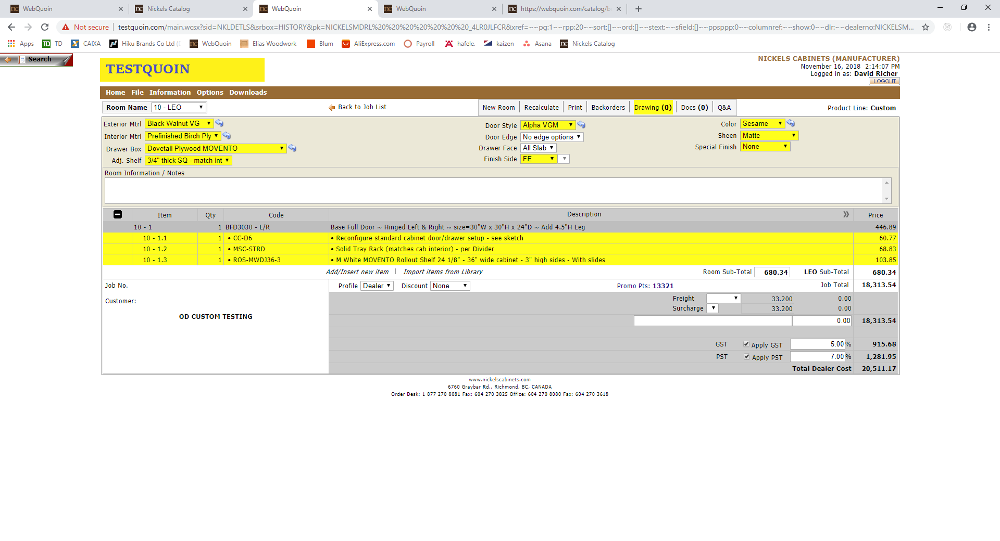 WebQuoin
Nickels Catalog
WebQuoin
WebQuoin
https://webquoin.com/catalog/b
Not secure | testquoin.com/main.wcsx?sid=NKLDETLS&srbox=HISTORY&pk=NICKELSMDRL%20%20%20%20%20%20%20_4LR0JLFCR&xref=~~pg:1~~rpp:20~~sort:[]~~ord:[]~~stext:~~sfield:[]~~ppsppp:0~~columnref:~~show:0~~dlr:~~dealerno:NICKELSM...
Apps TD TD CAIXA Hiku Brands Co Ltd ( WebQuoin Elias Woodwork Blum AliExpress.com Payroll hafele. kaizen Asana Nickels Catalog
Search
TESTQUOIN
NICKELS CABINETS (MANUFACTURER)
November 16, 2018 2:14:07 PM
Logged in as: David Richer
LOGOUT
Home File Information Options Downloads
Room Name 10 - LEO Back to Job List New Room Recalculate Print Backorders Drawing (0) Docs (0) Q&A Product Line: Custom
Exterior Mtrl Black Walnut VG Door Style Alpha VGM Color Sesame
Interior Mtrl Prefinished Birch Ply Door Edge No edge options Sheen Matte
Drawer Box Dovetail Plywood MOVENTO Drawer Face All Slab Special Finish None
Adj. Shelf 3/4" thick SQ - match int Finish Side FE
Room Information / Notes
Item Qty Code Description » Price
10 - 1 1 BFD3030 - L/R Base Full Door ~ Hinged Left & Right ~ size=30"W x 30"H x 24"D ~ Add 4.5"H Leg 446.89
10 - 1.1 1 • CC-D6 • Reconfigure standard cabinet door/drawer setup - see sketch 60.77
10 - 1.2 1 • MSC-STRD • Solid Tray Rack (matches cab interior) - per Divider 68.83
10 - 1.3 1 • ROS-MWDJ36-3 • M White MOVENTO Rollout Shelf 24 1/8" - 36" wide cabinet - 3" high sides - With slides 103.85
Add/Insert new item | Import items from Library Room Sub-Total 680.34 LEO Sub-Total 680.34
Job No. Profile Dealer Discount None Promo Pts: 13321 Job Total 18,313.54
Freight 33.200 0.00
Customer:
Surcharge 33.200 0.00
OD CUSTOM TESTING
0.00 18,313.54
GST Apply GST 5.00 % 915.68
PST Apply PST 7.00 % 1,281.95
Total Dealer Cost 20,511.17
www.nickelscabinets.com
6760 Graybar Rd., Richmond, BC, CANADA
Order Desk: 1 877 270 8081 Fax: 604 270 3825 Office: 604 270 8080 Fax: 604 270 3618